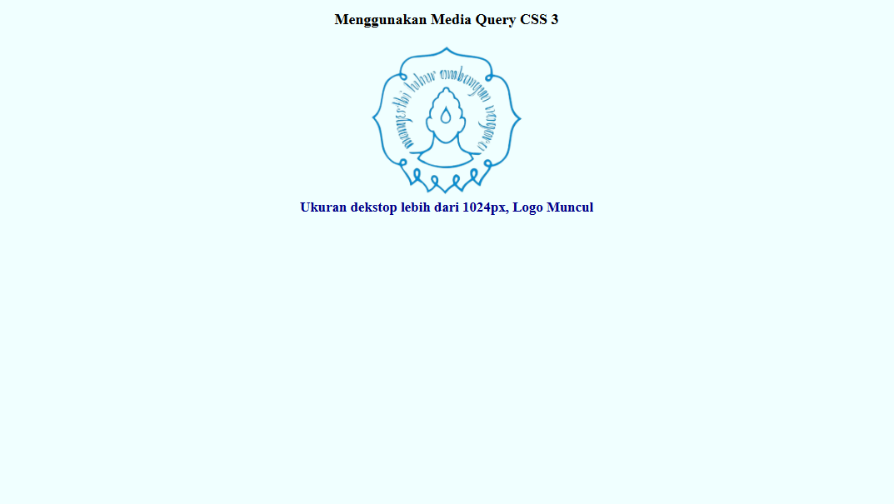 Menggunakan Media Query CSS 3
Ukuran dekstop lebih dari 1024px, Logo Muncul